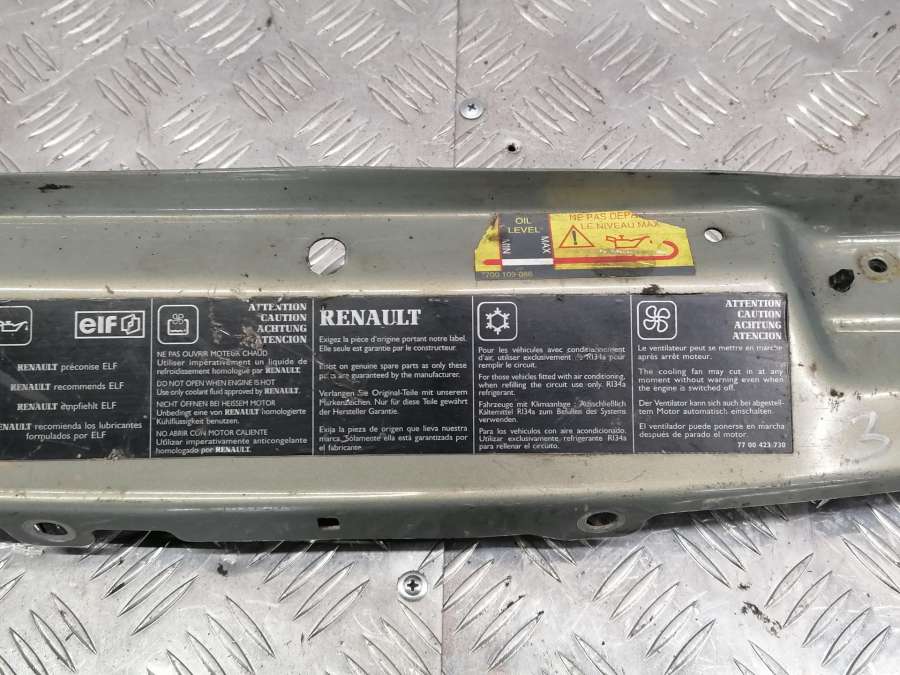 OIL
LEVEL
MIN
MAX
NE PAS DEPA
LE NIVEAU MAX
7700 109 086
elf
RENAULT préconise ELF
RENAULT recommends ELF
RENAULT empfiehlt ELF
RENAULT recomienda los lubricantes
formulados por ELF
ATTENTION
CAUTION
ACHTUNG
ATENCION
NE PAS OUVRIR MOTEUR CHAUD
Utiliser impérativement un liquide de
refroidissement homologué par RENAULT.
DO NOT OPEN WHEN ENGINE IS HOT
Use only coolant fluid approved by RENAULT.
NICHT ÖFFNEN BEI HEISSEM MOTOR
Unbedingt eine von RENAULT homologierte
Kühlflüssigkeit benutzen.
NO ABRIR CON MOTOR CALIENTE
Utilizar imperativamente anticongelante
homologado por RENAULT.
RENAULT
Exigez la pièce d'origine portant notre label.
Elle seule est garantie par le constructeur.
Insist on genuine spare parts as only these
parts are guaranteed by the manufacturer.
Verlangen Sie Original-Teile mit unserem
Markenzeichen. Nur für diese Teile gewährt
der Hersteller Garantie.
Exija la pieza de origen que lleva nuestra
marca. Solamente ella está garantizada por
el fabricante.
Pour les véhicules avec conditionnement
d'air, utiliser exclusivement R134a pour
remplir le circuit.
For those vehicles fitted with air conditioning,
when refilling the circuit use only. R134a
refrigerant.
Fahrzeuge mit Klimaanlage : Ausschließlich
Kältemittel R134a zum Befüllen des Systems
verwenden.
Para los vehículos con aire acondicionado.
Utilizar exclusivamente, refrigerante R134a
para rellenar el circuito.
ATTENTION
CAUTION
ACHTUNG
ATENCION
Le ventilateur peut se mettre en marche
après arrêt moteur.
The cooling fan may cut in at any
moment without warning even when
the engine is switched off.
Der Ventilator kann sich auch bei abgestell-
tem Motor automatisch einschalten.
El ventilador puede ponerse en marcha
después de parado el motor.
77 00 423 730
3